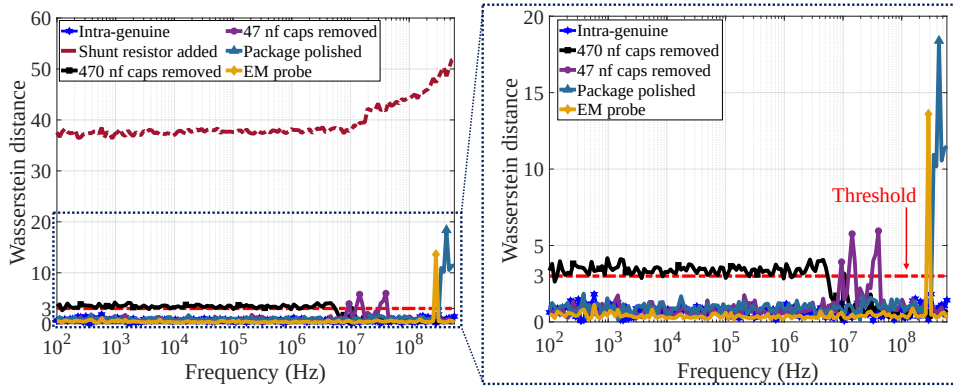 Intra-genuine
Shunt resistor added
470 nf caps removed
47 nf caps removed
Package polished
EM probe
60
50
40
30
20
10
3
0
Wasserstein distance
10^2 10^3 10^4 10^5 10^6 10^7 10^8
Frequency (Hz)
Intra-genuine
470 nf caps removed
47 nf caps removed
Package polished
EM probe
Threshold
20
15
10
5
3
0
Wasserstein distance
10^2 10^3 10^4 10^5 10^6 10^7 10^8
Frequency (Hz)